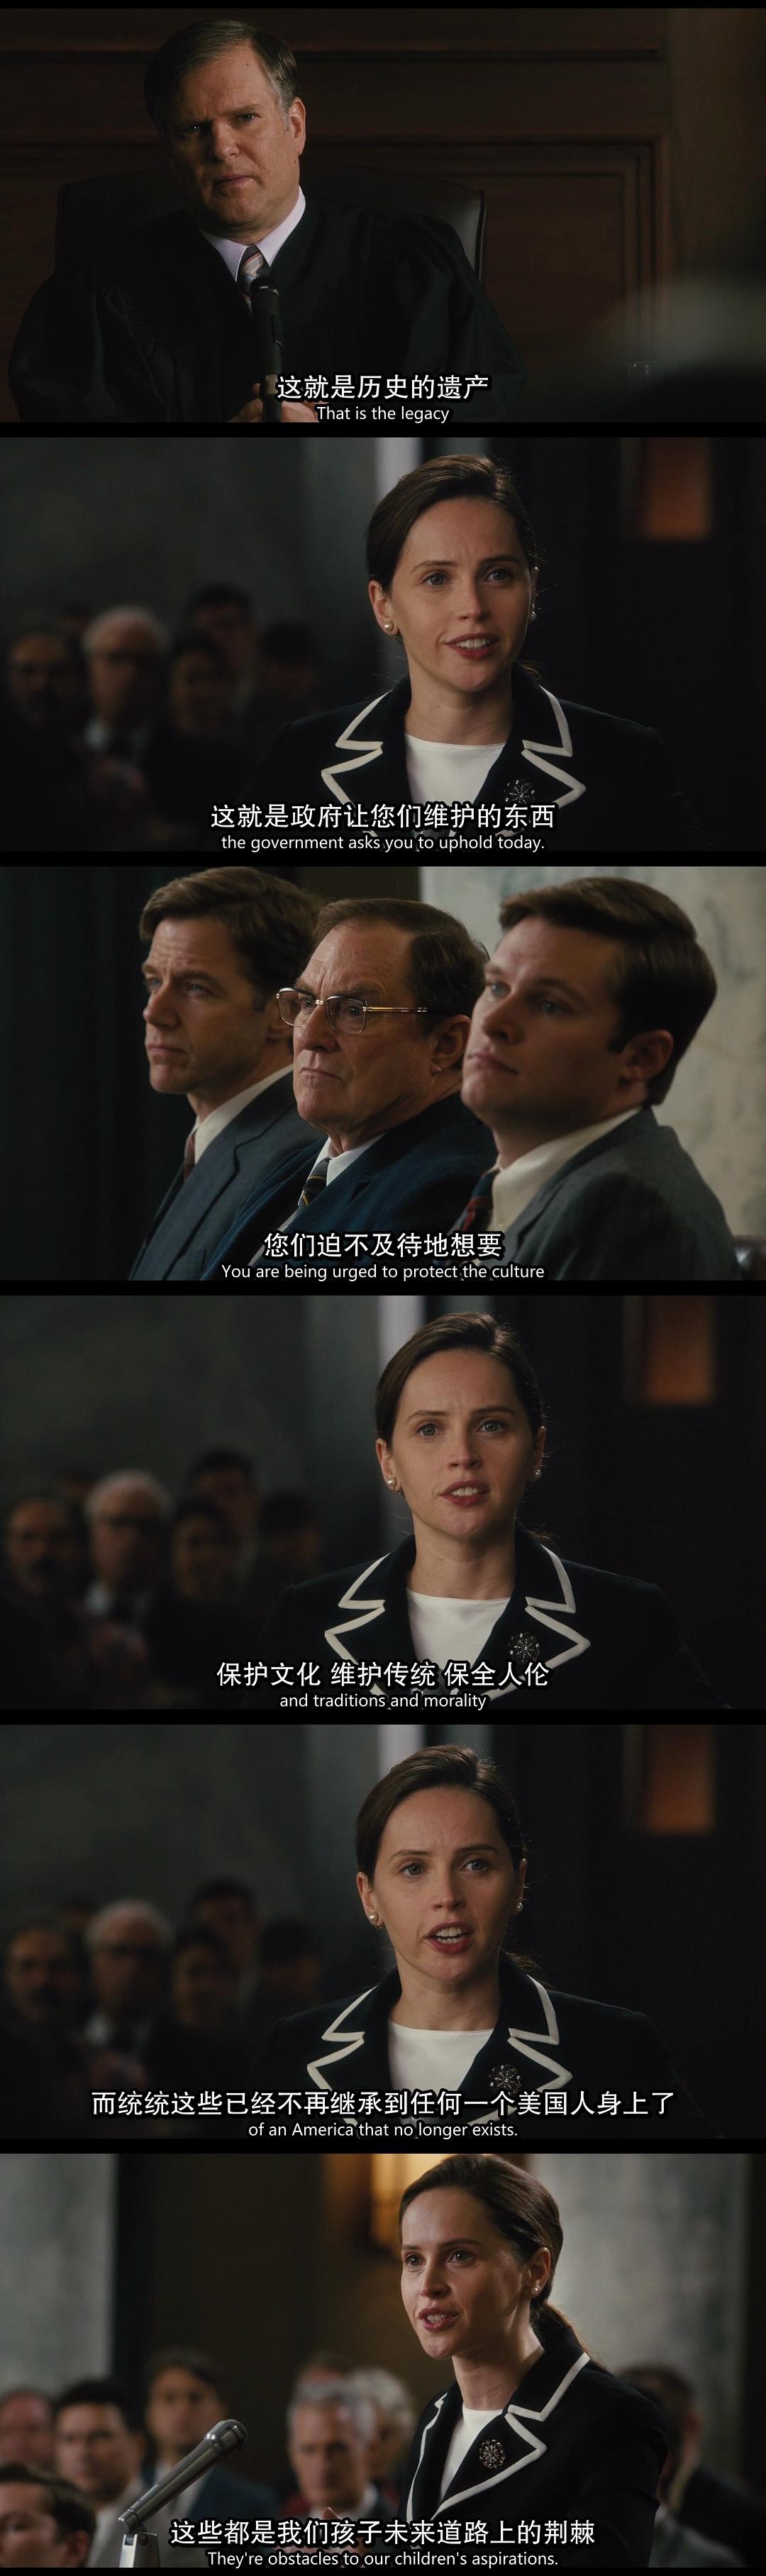 这就是历史的遗产
That is the legacy
这就是政府让您们维护的东西
the government asks you to uphold today.
您们迫不及待地想要
You are being urged to protect the culture
保护文化 维护传统 保全人伦
and traditions and morality
而统统这些已经不再继承到任何一个美国人身上了
of an America that no longer exists.
这些都是我们孩子未来道路上的荆棘
They're obstacles to our children's aspirations.